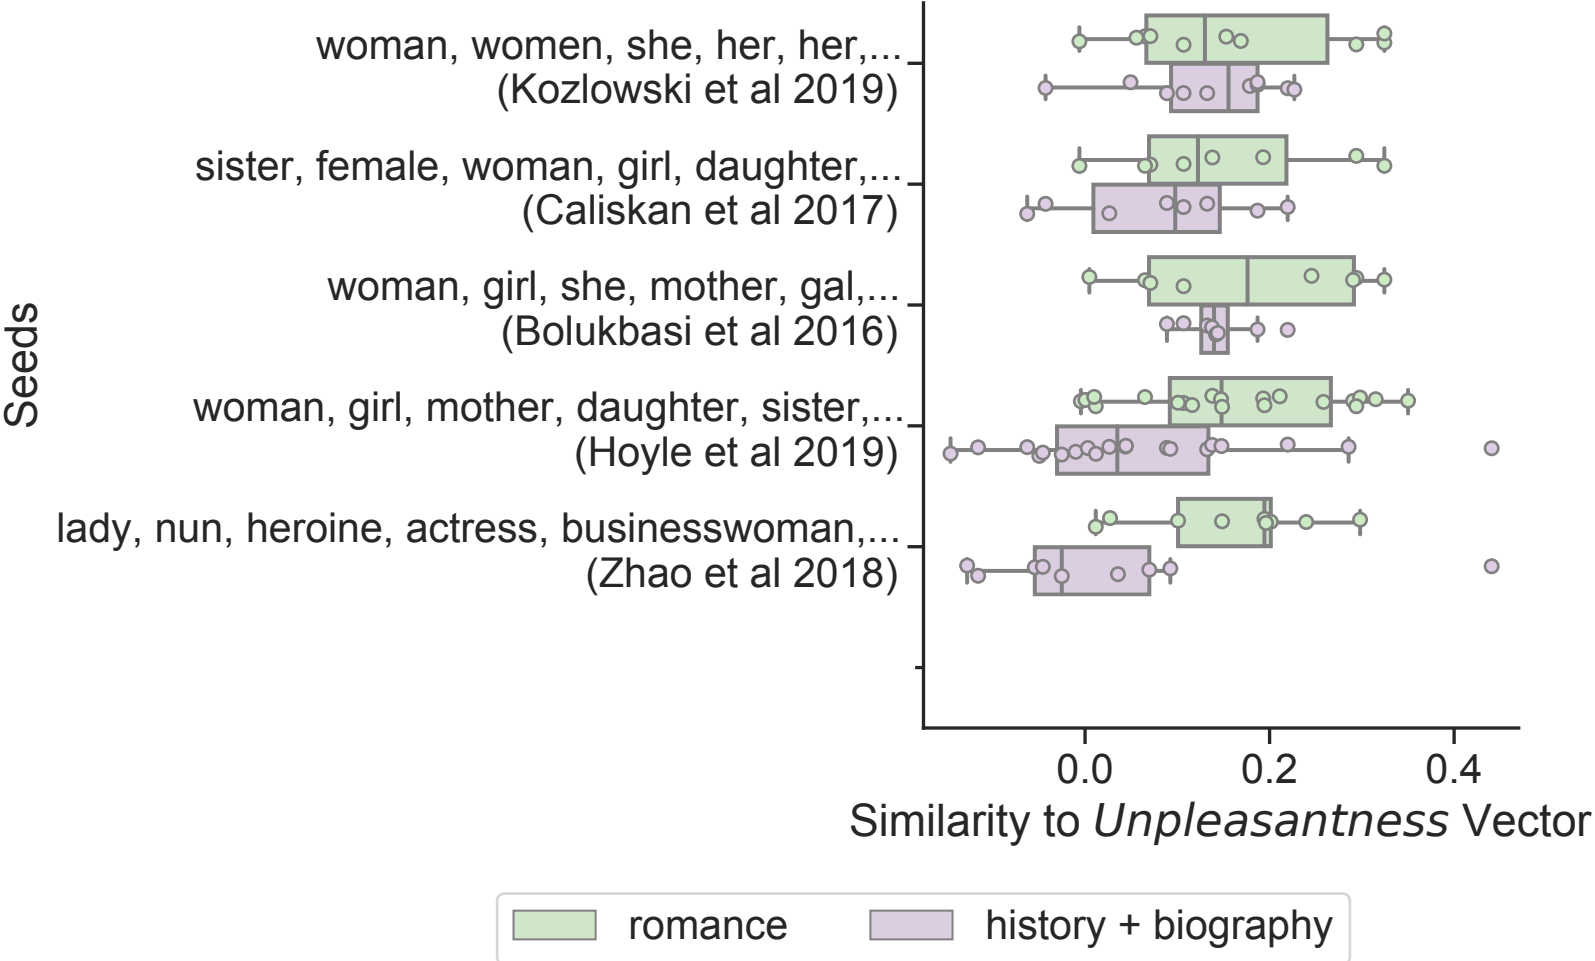 woman, women, she, her, her,...
(Kozlowski et al 2019)
sister, female, woman, girl, daughter,...
(Caliskan et al 2017)
woman, girl, she, mother, gal,...
(Bolukbasi et al 2016)
woman, girl, mother, daughter, sister,...
(Hoyle et al 2019)
lady, nun, heroine, actress, businesswoman,...
(Zhao et al 2018)
Seeds
0.0 0.2 0.4
Similarity to Unpleasantness Vector
romance history + biography